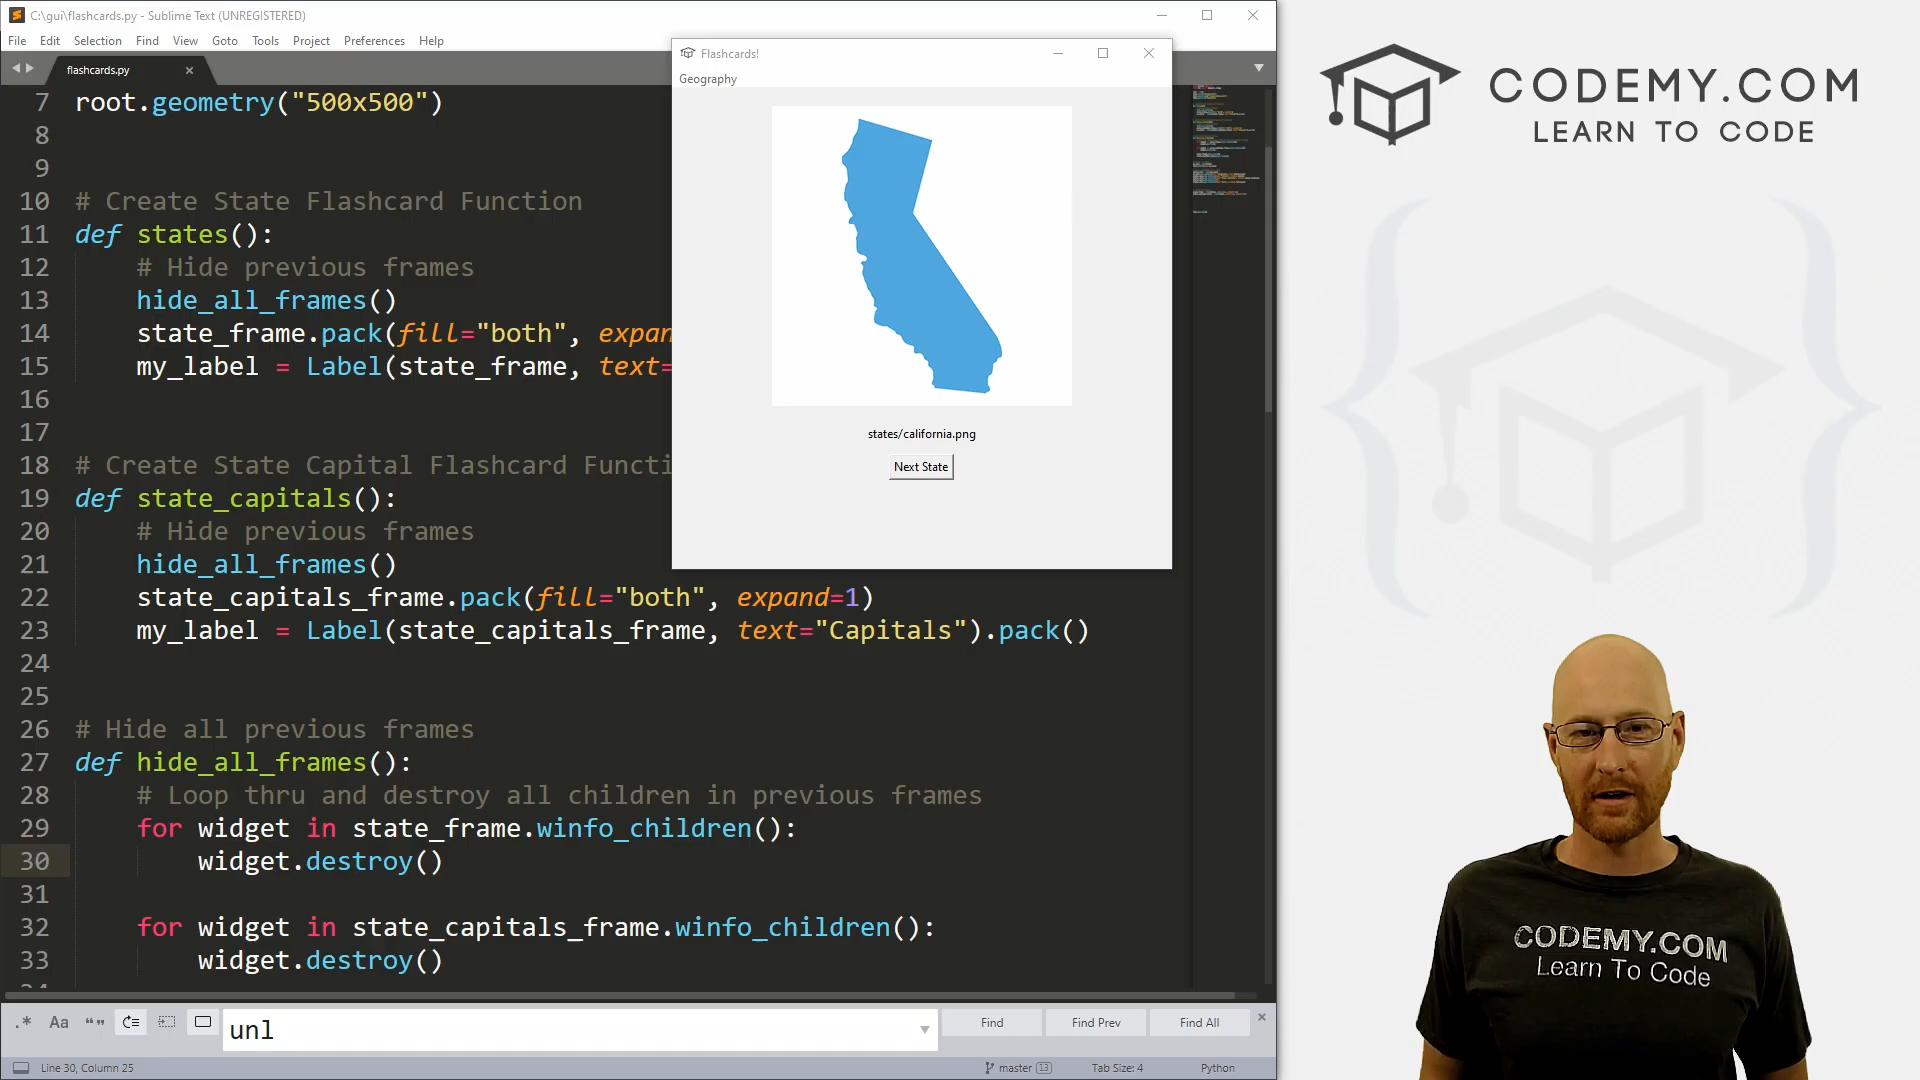 C:\gui\flashcards.py - Sublime Text (UNREGISTERED)
File Edit Selection Find View Goto Tools Project Preferences Help
flashcards.py
7 root.geometry("500x500")
8
9
10 # Create State Flashcard Function
11 def states():
12 # Hide previous frames
13 hide_all_frames()
14 state_frame.pack(fill="both", expan
15 my_label = Label(state_frame, text=
16
17
18 # Create State Capital Flashcard Functi
19 def state_capitals():
20 # Hide previous frames
21 hide_all_frames()
22 state_capitals_frame.pack(fill="both", expand=1)
23 my_label = Label(state_capitals_frame, text="Capitals").pack()
24
25
26 # Hide all previous frames
27 def hide_all_frames():
28 # Loop thru and destroy all children in previous frames
29 for widget in state_frame.winfo_children():
30 widget.destroy()
31
32 for widget in state_capitals_frame.winfo_children():
33 widget.destroy()
Flashcards!
Geography
states/california.png
Next State
.* Aa “” unl Find Find Prev Find All
Line 30, Column 25 master 13 Tab Size: 4 Python
CODEMY.COM
LEARN TO CODE
CODEMY.COM
Learn To Code